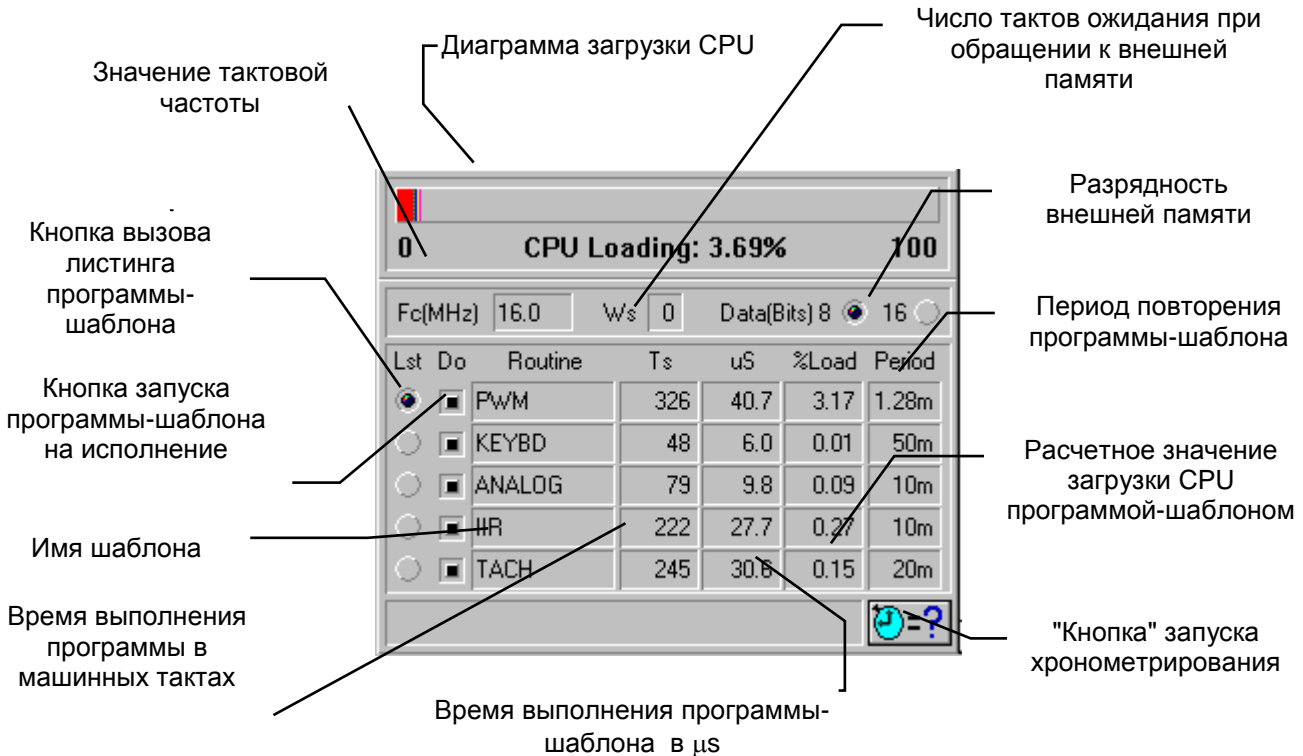 Число тактов ожидания при
обращении к внешней
памяти
Диаграмма загрузки CPU
Значение тактовой
частоты
Разрядность
внешней памяти
Кнопка вызова
листинга
программы-
шаблона
Период повторения
программы-шаблона
Кнопка запуска
программы-шаблона
на исполнение
Расчетное значение
загрузки CPU
программой-шаблоном
Имя шаблона
Время выполнения
программы в
машинных тактах
"Кнопка" запуска
хронометрирования
Время выполнения программы-
шаблона в μs
0 CPU Loading: 3.69% 100
Fc(MHz) 16.0 Ws 0 Data(Bits) 8 16
Lst Do Routine Ts uS %Load Period
PWM 326 40.7 3.17 1.28m
KEYBD 48 6.0 0.01 50m
ANALOG 79 9.8 0.09 10m
IIR 222 27.7 0.27 10m
TACH 245 30.6 0.15 20m
=?